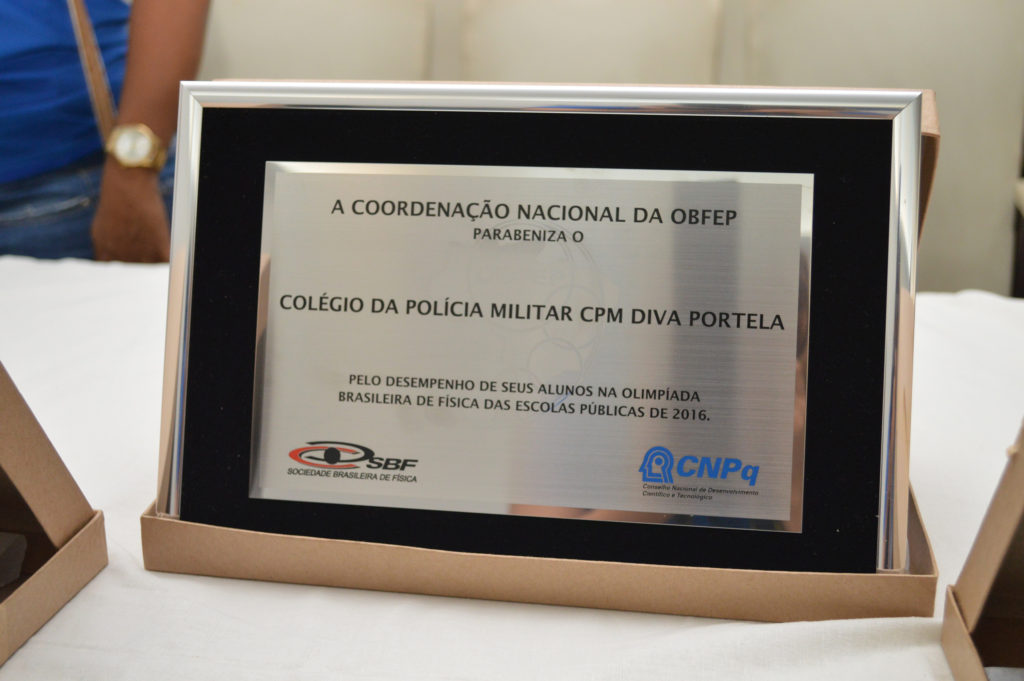 A COORDENAÇÃO NACIONAL DA OBFEP
PARABENIZA O
COLÉGIO DA POLÍCIA MILITAR CPM DIVA PORTELA
PELO DESEMPENHO DE SEUS ALUNOS NA OLIMPÍADA
BRASILEIRA DE FÍSICA DAS ESCOLAS PÚBLICAS DE 2016.
SBF
SOCIEDADE BRASILEIRA DE FÍSICA
CNPq
Conselho Nacional de Desenvolvimento
Científico e Tecnológico